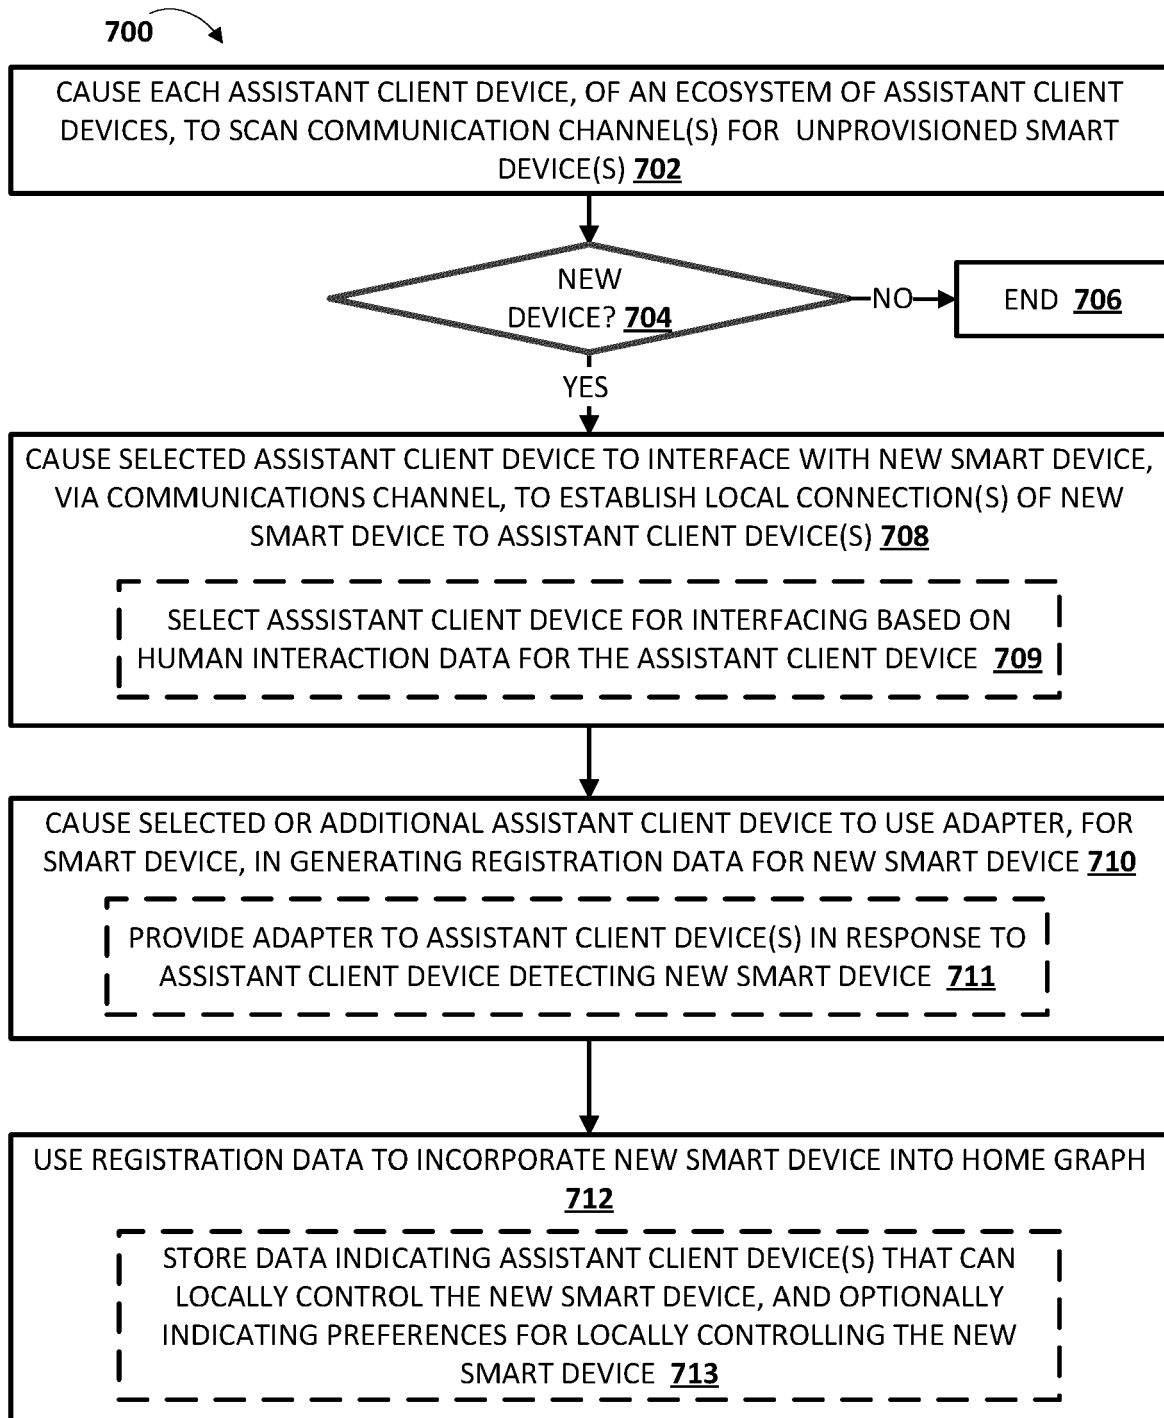 700
CAUSE EACH ASSISTANT CLIENT DEVICE, OF AN ECOSYSTEM OF ASSISTANT CLIENT
DEVICES, TO SCAN COMMUNICATION CHANNEL(S) FOR UNPROVISIONED SMART
DEVICE(S) 702
NEW
DEVICE? 704
NO
END 706
YES
CAUSE SELECTED ASSISTANT CLIENT DEVICE TO INTERFACE WITH NEW SMART DEVICE,
VIA COMMUNICATIONS CHANNEL, TO ESTABLISH LOCAL CONNECTION(S) OF NEW
SMART DEVICE TO ASSISTANT CLIENT DEVICE(S) 708
SELECT ASSSISTANT CLIENT DEVICE FOR INTERFACING BASED ON
HUMAN INTERACTION DATA FOR THE ASSISTANT CLIENT DEVICE 709
CAUSE SELECTED OR ADDITIONAL ASSISTANT CLIENT DEVICE TO USE ADAPTER, FOR
SMART DEVICE, IN GENERATING REGISTRATION DATA FOR NEW SMART DEVICE 710
PROVIDE ADAPTER TO ASSISTANT CLIENT DEVICE(S) IN RESPONSE TO
ASSISTANT CLIENT DEVICE DETECTING NEW SMART DEVICE 711
USE REGISTRATION DATA TO INCORPORATE NEW SMART DEVICE INTO HOME GRAPH
712
STORE DATA INDICATING ASSISTANT CLIENT DEVICE(S) THAT CAN
LOCALLY CONTROL THE NEW SMART DEVICE, AND OPTIONALLY
INDICATING PREFERENCES FOR LOCALLY CONTROLLING THE NEW
SMART DEVICE 713